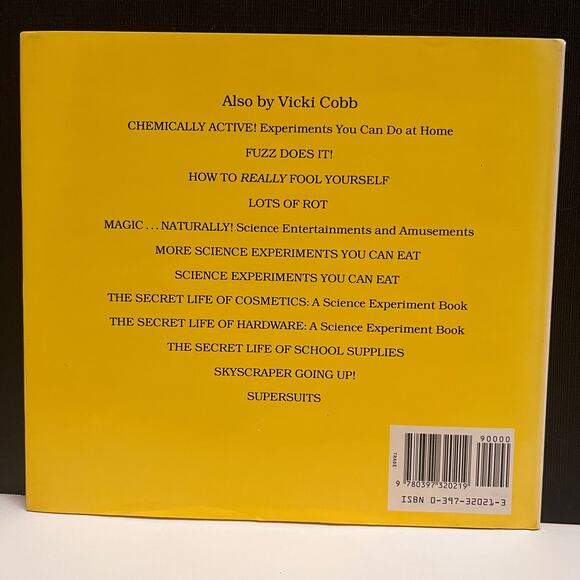 Also by Vicki Cobb
CHEMICALLY ACTIVE! Experiments You Can Do at Home
FUZZ DOES IT!
HOW TO REALLY FOOL YOURSELF
LOTS OF ROT
MAGIC . . . NATURALLY! Science Entertainments and Amusements
MORE SCIENCE EXPERIMENTS YOU CAN EAT
SCIENCE EXPERIMENTS YOU CAN EAT
THE SECRET LIFE OF COSMETICS: A Science Experiment Book
THE SECRET LIFE OF HARDWARE: A Science Experiment Book
THE SECRET LIFE OF SCHOOL SUPPLIES
SKYSCRAPER GOING UP!
SUPERSUITS
90000
TRADE
9 780397 320219
ISBN 0-397-32021-3